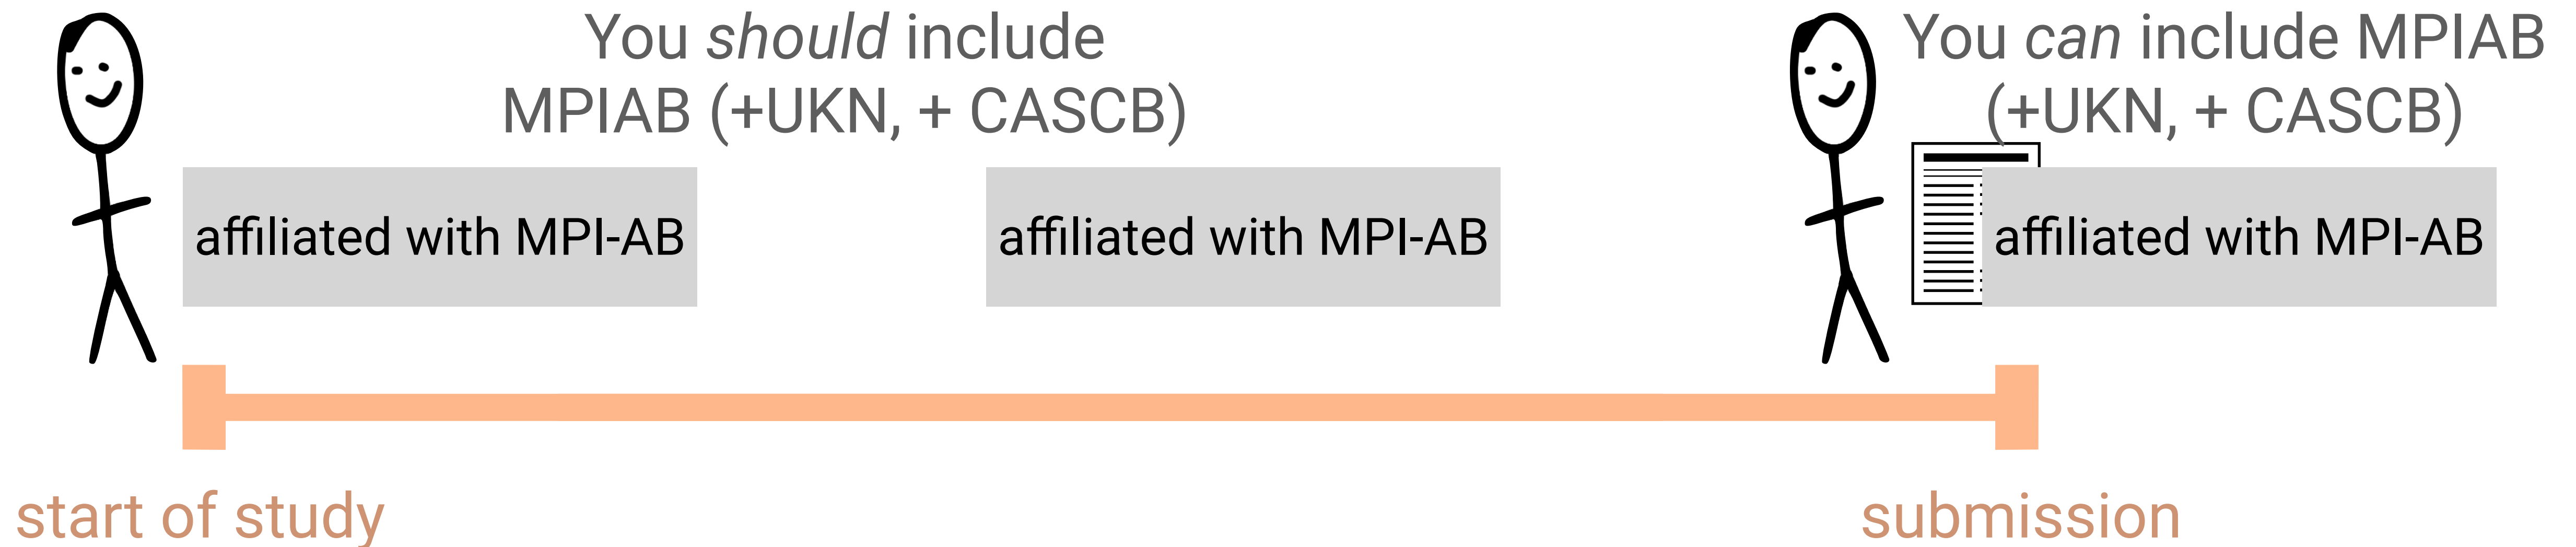 You should include
MPIAB (+UKN, + CASCB)
You can include MPIAB
(+UKN, + CASCB)
affiliated with MPI-AB
affiliated with MPI-AB
affiliated with MPI-AB
start of study
submission